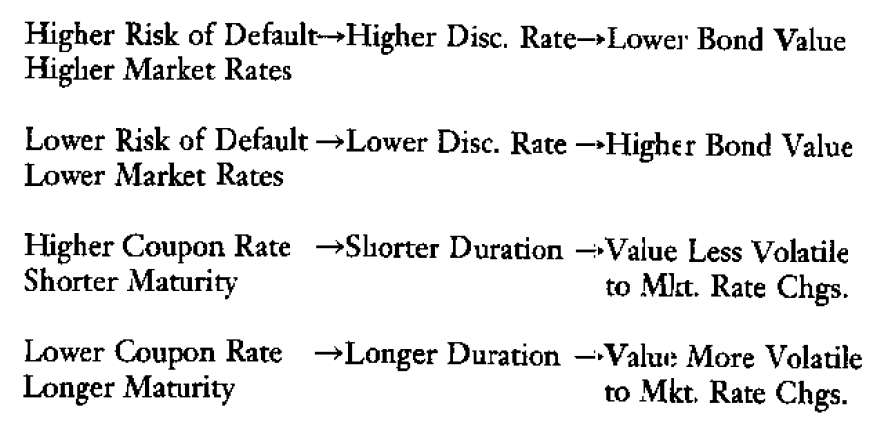 Higher Risk of Default→Higher Disc. Rate→Lower Bond Value
Higher Market Rates
Lower Risk of Default →Lower Disc. Rate →Higher Bond Value
Lower Market Rates
Higher Coupon Rate →Shorter Duration →Value Less Volatile
Shorter Maturity to Mkt. Rate Chgs.
Lower Coupon Rate →Longer Duration →Value More Volatile
Longer Maturity to Mkt. Rate Chgs.